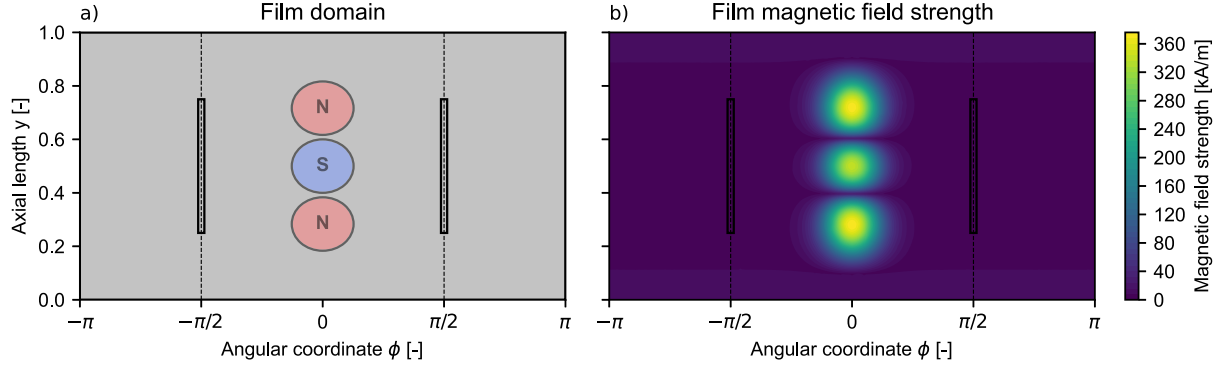 a) Film domain
Axial length y [-]
1.0
0.8
0.6
0.4
0.2
0.0
N
S
N
−π
−π/2
0
π/2
π
Angular coordinate ϕ [-]
b) Film magnetic field strength
−π
−π/2
0
π/2
π
Angular coordinate ϕ [-]
360
320
280
240
200
160
120
80
40
0
Magnetic field strength [kA/m]